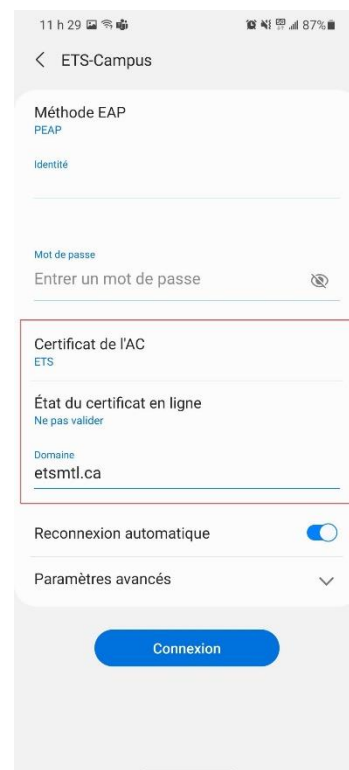 11 h 29 87%
ETS-Campus
Méthode EAP
PEAP
Identité
Mot de passe
Entrer un mot de passe
Certificat de l'AC
ETS
État du certificat en ligne
Ne pas valider
Domaine
etsmtl.ca
Reconnexion automatique
Paramètres avancés
Connexion